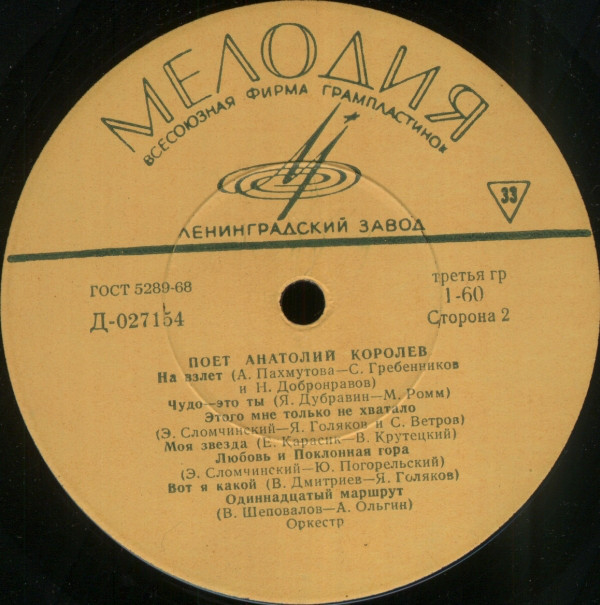 МЕЛОДИЯ
ВСЕСОЮЗНАЯ ФИРМА ГРАМПЛАСТИНОК
33
ЛЕНИНГРАДСКИЙ ЗАВОД
ГОСТ 5289-68
третья гр
1-60
Д-027154
Сторона 2
ПОЕТ АНАТОЛИЙ КОРОЛЕВ
На взлет (А. Пахмутова—С. Гребенников
и Н. Добронравов)
Чудо—это ты (Я. Дубравин—М. Ромм)
Этого мне только не хватало
(Э. Сломчинский—Я. Голяков и С. Ветров)
Моя звезда (Е. Карасик—В. Крутецкий)
Любовь и Поклонная гора
(Э. Сломчинский—Ю. Погорельский)
Вот я какой (В. Дмитриев—Я. Голяков)
Одиннадцатый маршрут
(В. Шеповалов—А. Ольгин)
Оркестр